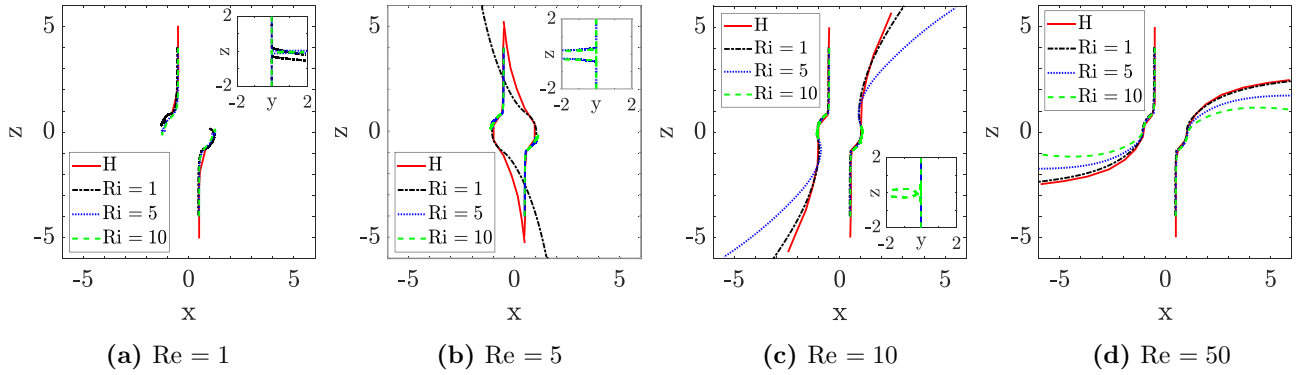 5
z
0
-5
2
z
-2
-2 y 2
H
Ri = 1
Ri = 5
Ri = 10
-5 0 5
x
(a) Re = 1
5
z
0
-5
2
z
-2
-2 y 2
H
Ri = 1
Ri = 5
Ri = 10
-5 0 5
x
(b) Re = 5
5
z
0
-5
H
Ri = 1
Ri = 5
Ri = 10
2
z
-2
-2 y 2
-5 0 5
x
(c) Re = 10
5
z
0
-5
H
Ri = 1
Ri = 5
Ri = 10
-5 0 5
x
(d) Re = 50